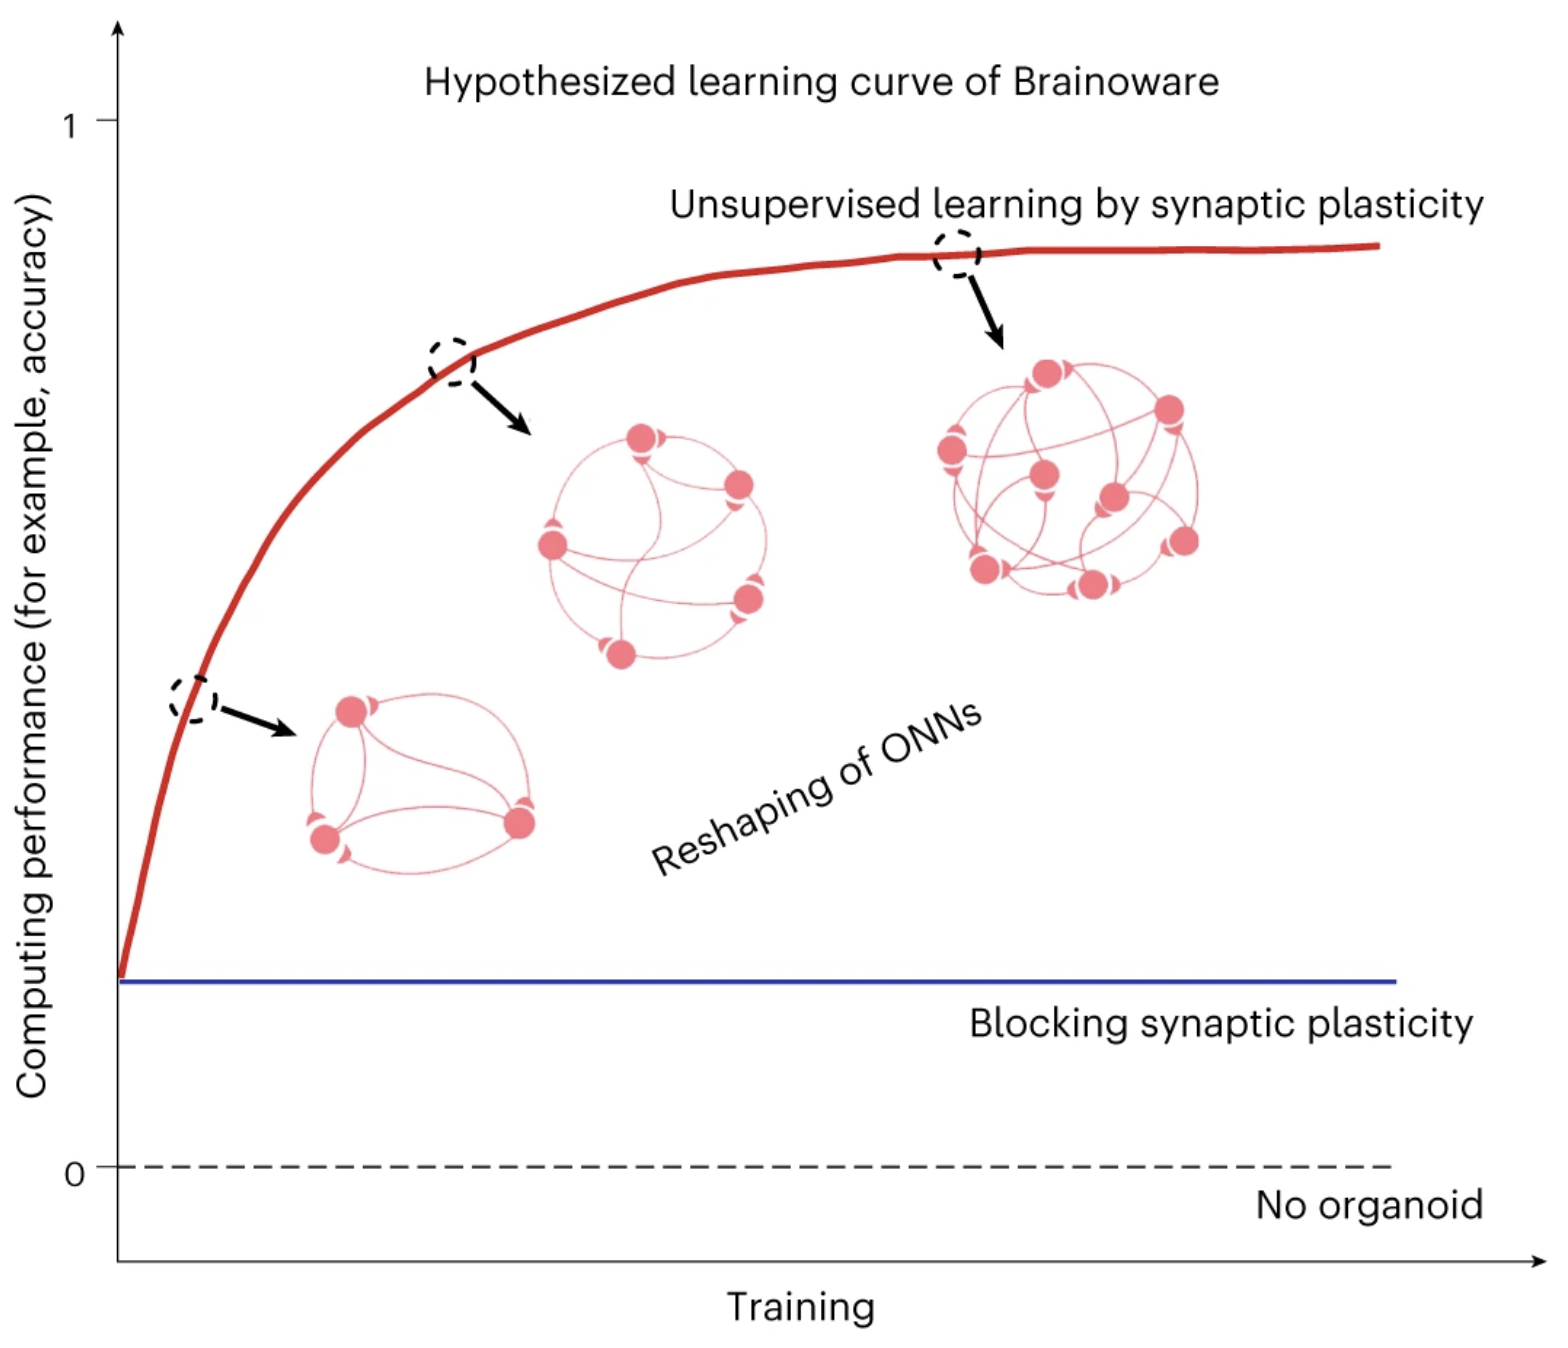 Hypothesized learning curve of Brainoware
1
Unsupervised learning by synaptic plasticity
Computing performance (for example, accuracy)
Reshaping of ONNs
Blocking synaptic plasticity
0
No organoid
Training